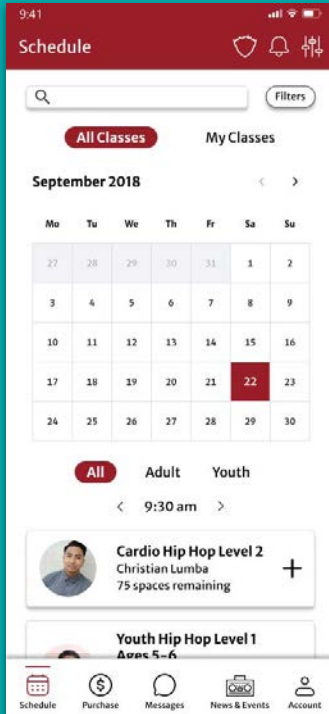 9:41
Schedule
Filters
All Classes My Classes
September 2018 < >
Mo Tu We Th Fr Sa Su
27 28 29 30 31 1 2
3 4 5 6 7 8 9
10 11 12 13 14 15 16
17 18 19 20 21 22 23
24 25 26 27 28 29 30
All Adult Youth
< 9:30 am >
Cardio Hip Hop Level 2
Christian Lumba
75 spaces remaining
Youth Hip Hop Level 1
Ages 5-6
Schedule Purchase Messages News & Events Account